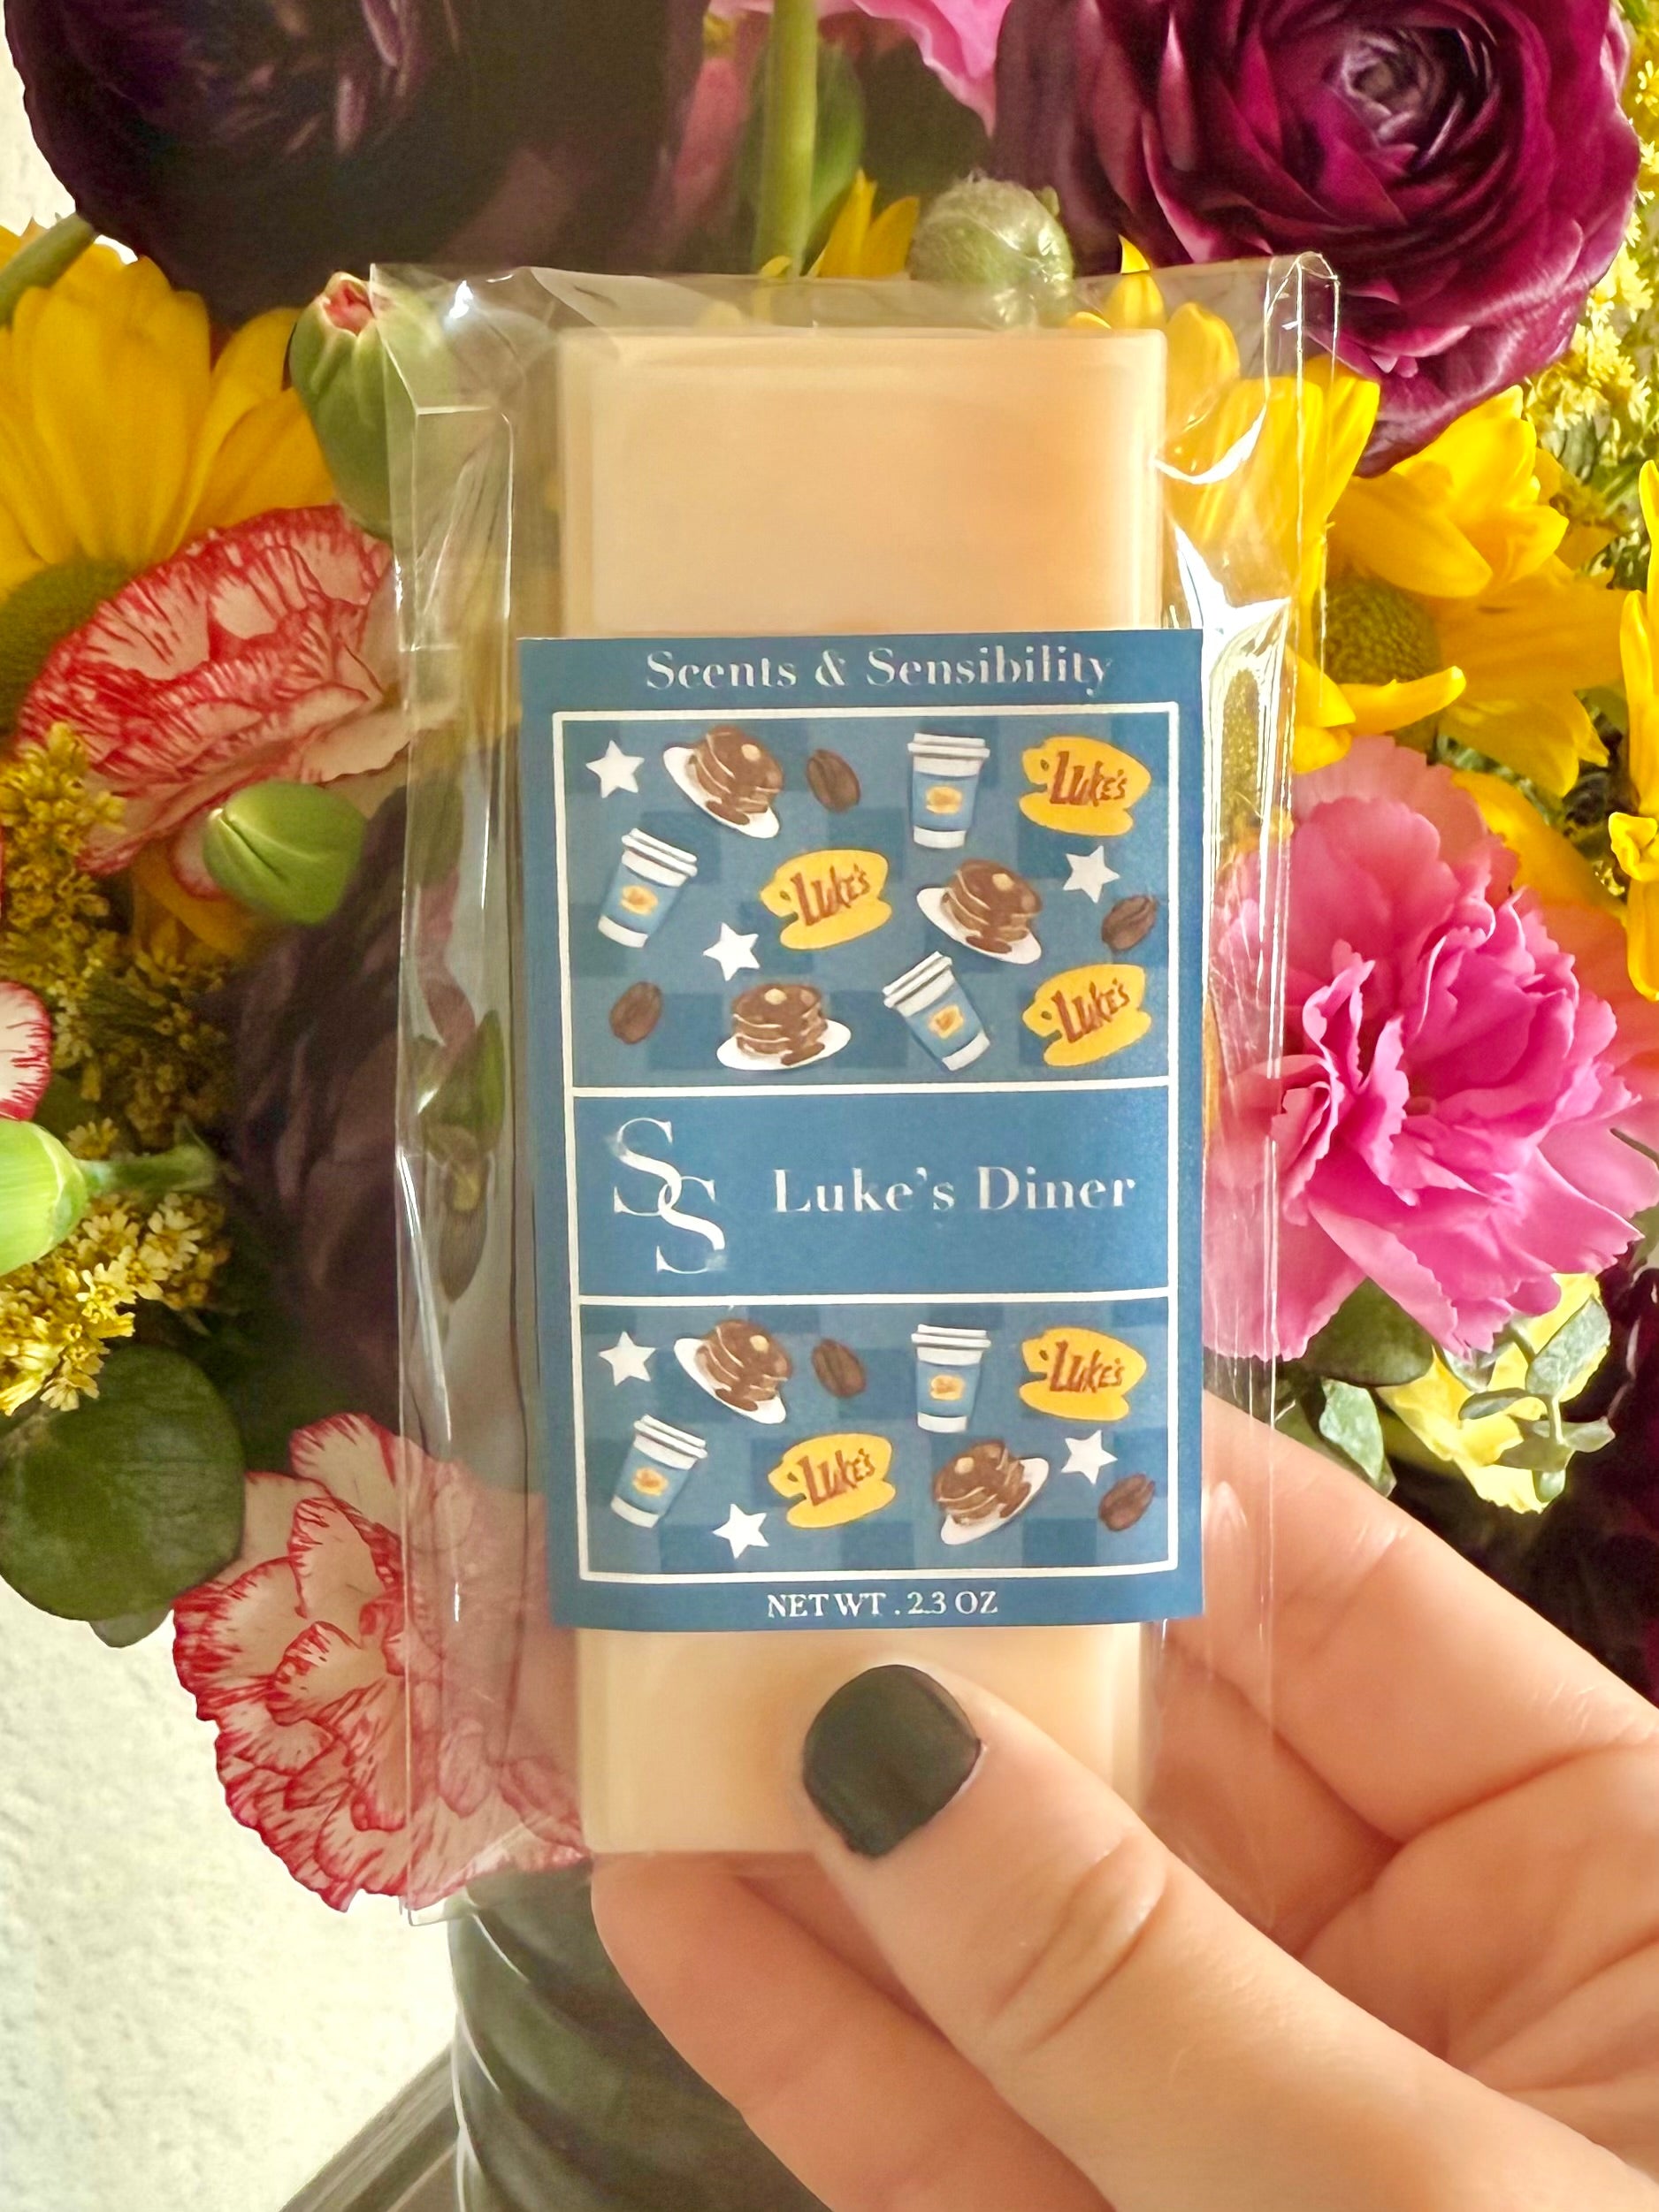 Scents & Sensibility
Luke's
Luke's
Luke's
SS Luke's Diner
Luke's
Luke's
NET WT . 2.3 OZ